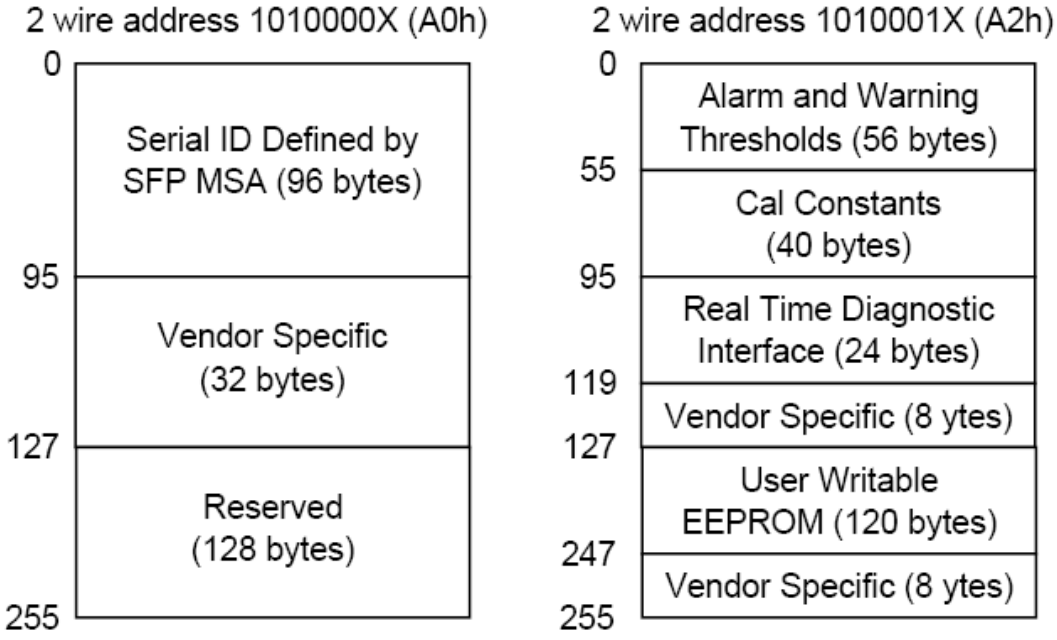 2 wire address 1010000X (A0h)
0
Serial ID Defined by
SFP MSA (96 bytes)
95
Vendor Specific
(32 bytes)
127
Reserved
(128 bytes)
255
2 wire address 1010001X (A2h)
0
Alarm and Warning
Thresholds (56 bytes)
55
Cal Constants
(40 bytes)
95
Real Time Diagnostic
Interface (24 bytes)
119
Vendor Specific (8 ytes)
127
User Writable
EEPROM (120 bytes)
247
Vendor Specific (8 ytes)
255